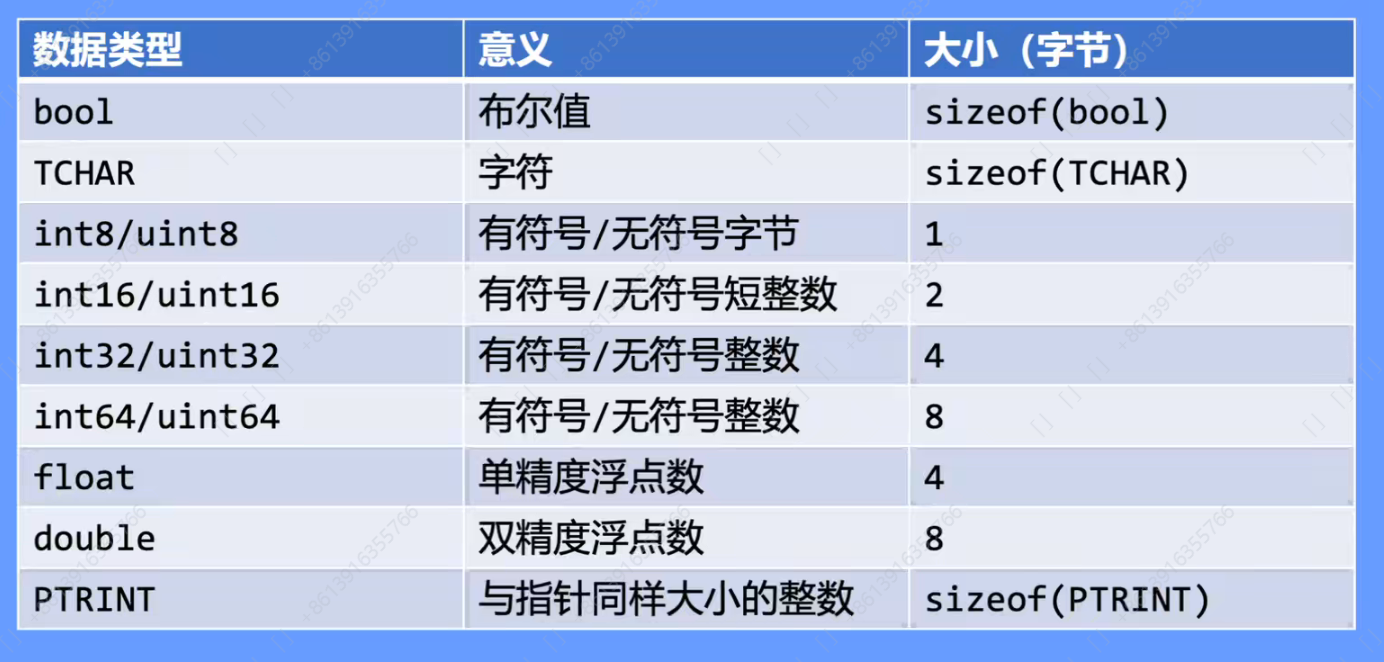 数据类型 意义 大小（字节）
bool 布尔值 sizeof(bool)
TCHAR 字符 sizeof(TCHAR)
int8/uint8 有符号/无符号字节 1
int16/uint16 有符号/无符号短整数 2
int32/uint32 有符号/无符号整数 4
int64/uint64 有符号/无符号整数 8
float 单精度浮点数 4
double 双精度浮点数 8
PTRINT 与指针同样大小的整数 sizeof(PTRINT)
+8613916355766